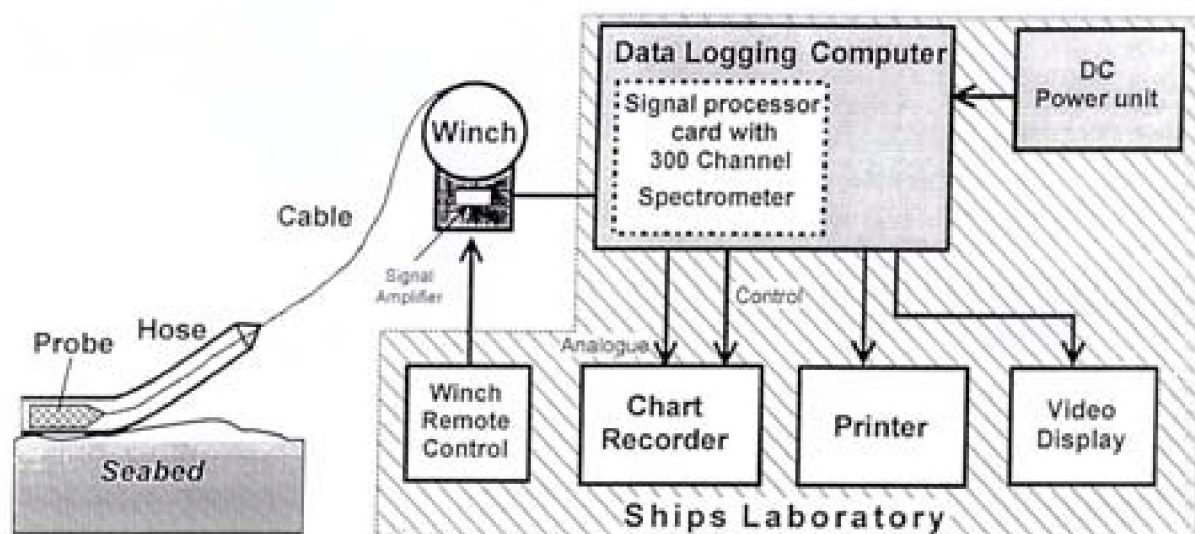 Data Logging Computer
DC
Power unit
Signal processor
card with
300 Channel
Spectrometer
Winch
Cable
Signal
Amplifier
Control
Hose
Probe
Analogue
Winch
Remote
Control
Chart
Recorder
Printer
Video
Display
Seabed
Ships Laboratory